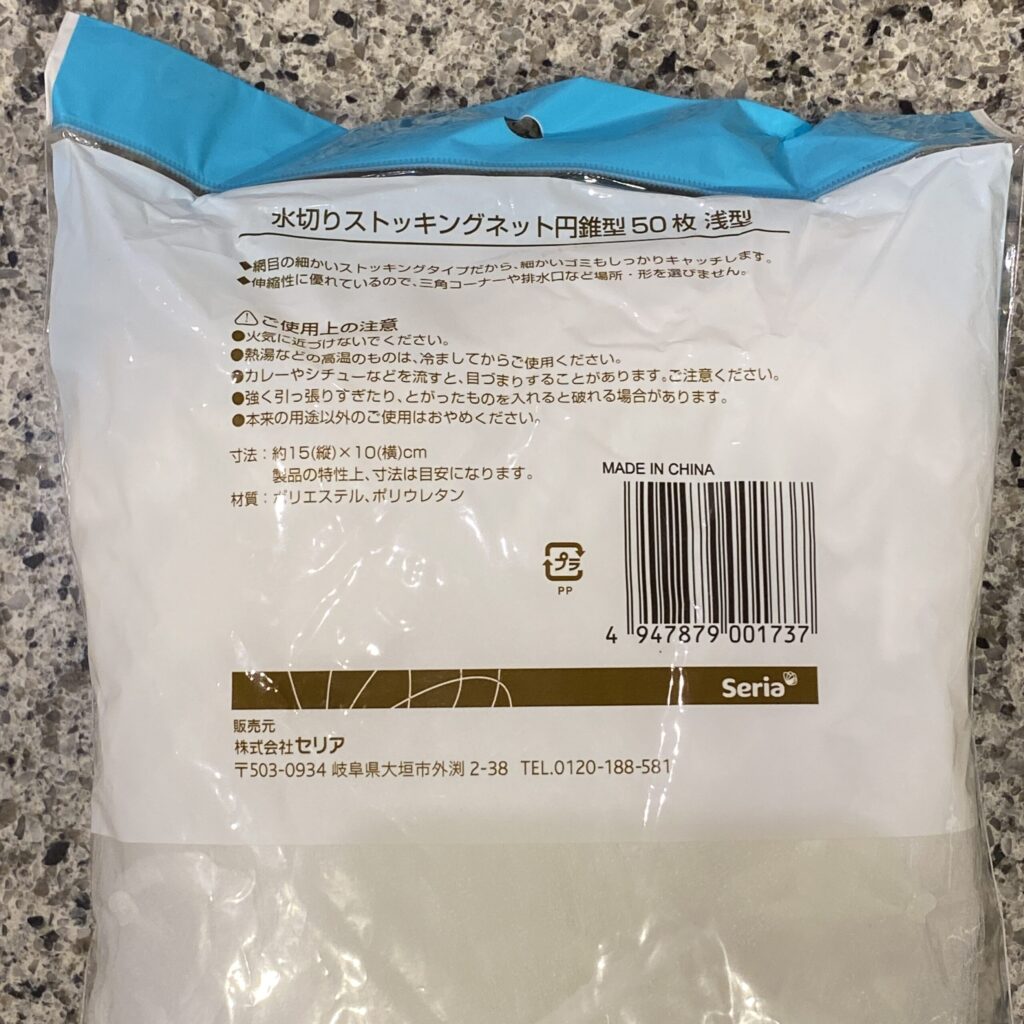 水切りストッキングネット円錐型50枚 浅型
◆網目の細かいストッキングタイプだから、細かいゴミもしっかりキャッチします。
◆伸縮性に優れているので、三角コーナーや排水口など場所・形を選びません。
⚠ご使用上の注意
●火気に近づけないでください。
●熱湯などの高温のものは、冷ましてからご使用ください。
●カレーやシチューなどを流すと、目づまりすることがあります。ご注意ください。
●強く引っ張りすぎたり、とがったものを入れると破れる場合があります。
●本来の用途以外のご使用はおやめください。
寸法：約15(縦)×10(横)cm
製品の特性上、寸法は目安になります。
材質：ポリエステル、ポリウレタン
MADE IN CHINA
プラ
PP
4 947879 001737
Seria
販売元
株式会社セリア
〒503-0934 岐阜県大垣市外渕 2-38 TEL.0120-188-581